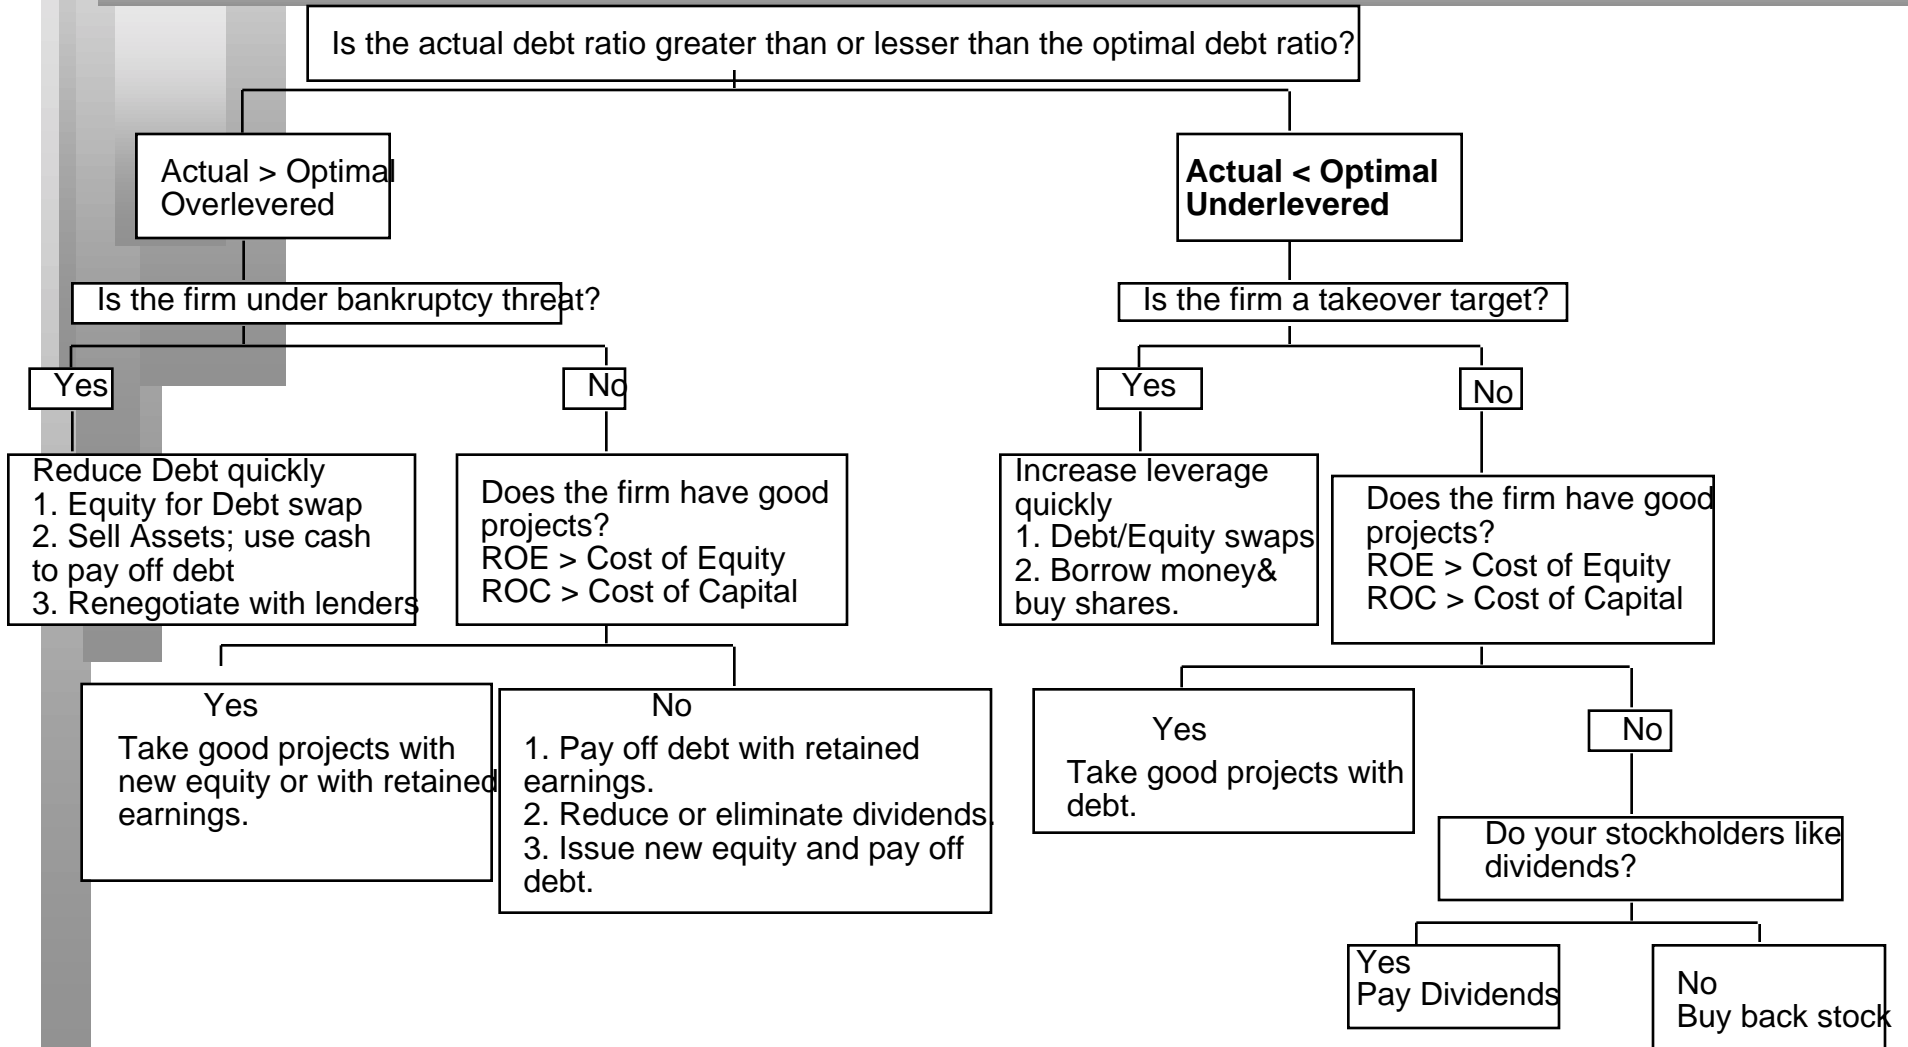 Is the actual debt ratio greater than or lesser than the optimal debt ratio?
Actual > Optimal
Overlevered
Actual < Optimal
Underlevered
Is the firm under bankruptcy threat?
Is the firm a takeover target?
Yes
No
Yes
No
Reduce Debt quickly
1. Equity for Debt swap
2. Sell Assets; use cash
to pay off debt
3. Renegotiate with lenders
Does the firm have good
projects?
ROE > Cost of Equity
ROC > Cost of Capital
Increase leverage
quickly
1. Debt/Equity swaps
2. Borrow money&
buy shares.
Does the firm have good
projects?
ROE > Cost of Equity
ROC > Cost of Capital
Yes
Take good projects with
new equity or with retained
earnings.
No
1. Pay off debt with retained
earnings.
2. Reduce or eliminate dividends.
3. Issue new equity and pay off
debt.
Yes
Take good projects with
debt.
No
Do your stockholders like
dividends?
Yes
Pay Dividends
No
Buy back stock